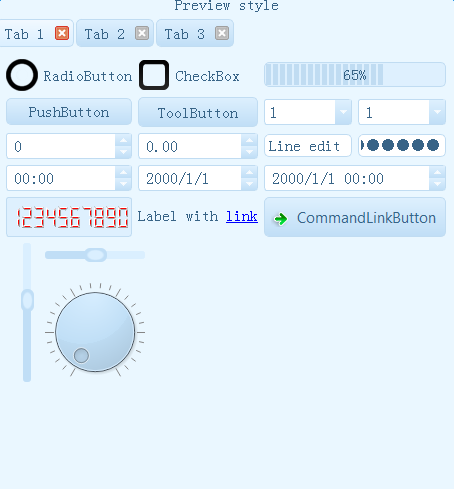 Preview style
Tab 1 Tab 2 Tab 3
RadioButton CheckBox 65%
PushButton ToolButton 1 1
0 0.00 Line edit
00:00 2000/1/1 2000/1/1 00:00
1234567890 Label with link CommandLinkButton